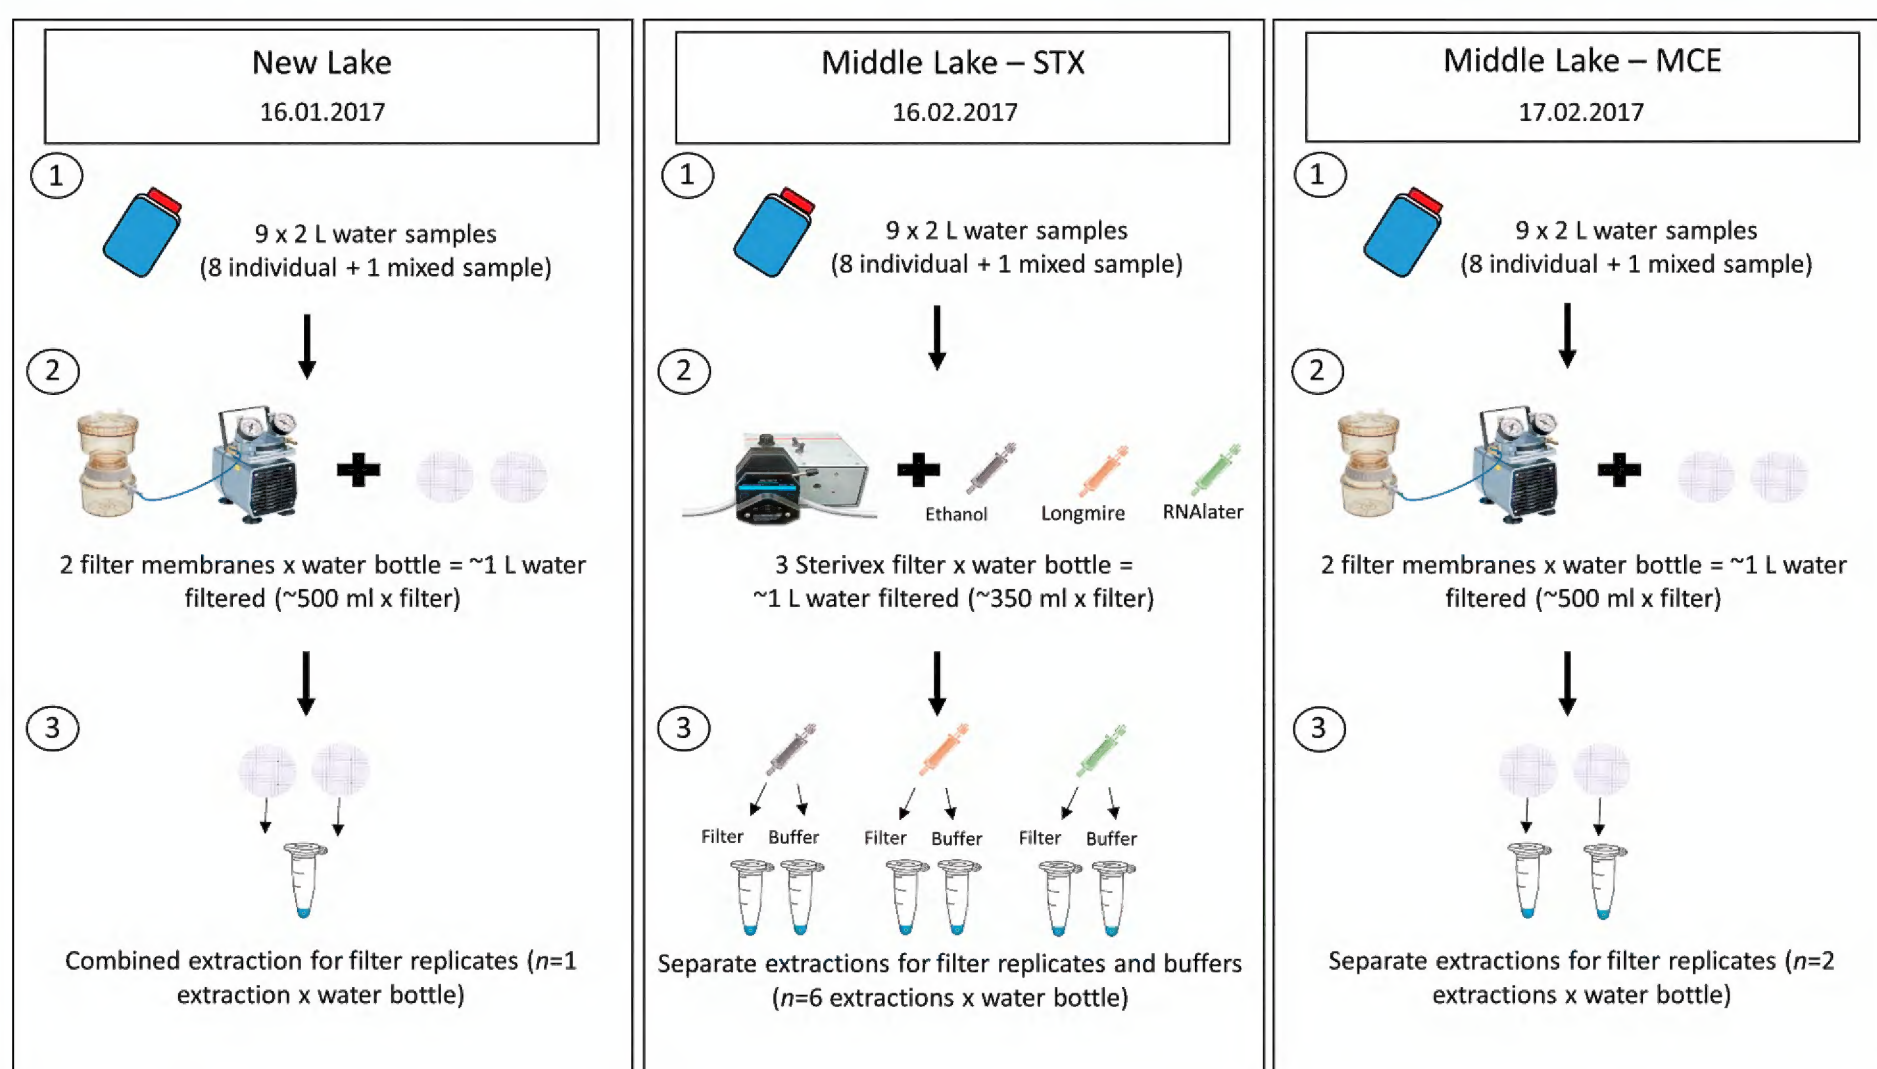 New Lake
16.01.2017
1
9 x 2 L water samples
(8 individual + 1 mixed sample)
2
2 filter membranes x water bottle = ~1 L water
filtered (~500 ml x filter)
3
Combined extraction for filter replicates (n=1
extraction x water bottle)
Middle Lake – STX
16.02.2017
1
9 x 2 L water samples
(8 individual + 1 mixed sample)
2
Ethanol
Longmire
RNAlater
3 Sterivex filter x water bottle =
~1 L water filtered (~350 ml x filter)
3
Filter Buffer
Filter Buffer
Filter Buffer
Separate extractions for filter replicates and buffers
(n=6 extractions x water bottle)
Middle Lake – MCE
17.02.2017
1
9 x 2 L water samples
(8 individual + 1 mixed sample)
2
2 filter membranes x water bottle = ~1 L water
filtered (~500 ml x filter)
3
Separate extractions for filter replicates (n=2
extractions x water bottle)